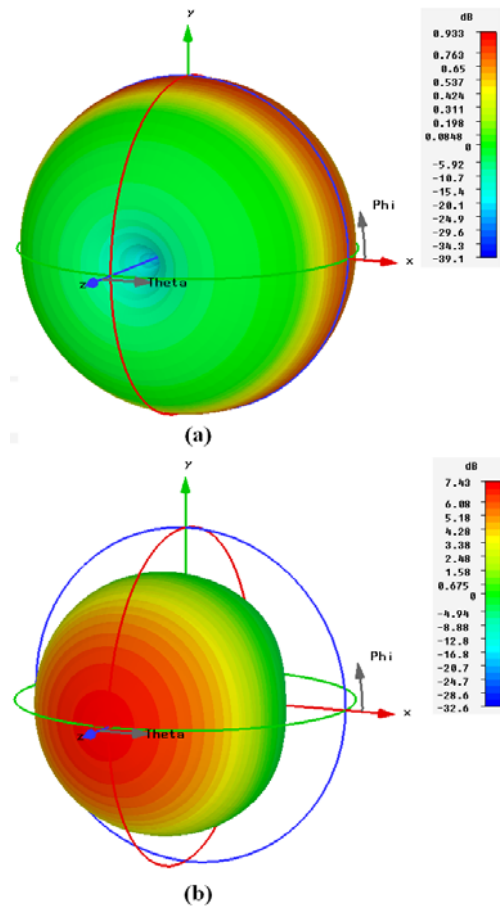 y
dB
0.933
0.763
0.65
0.537
0.424
0.311
0.198
0.0848
0
-5.92
-10.7
-15.4
-20.1
-24.9
-29.6
-34.3
-39.1
Phi
x
z
Theta
(a)
y
dB
7.43
6.08
5.18
4.28
3.38
2.48
1.58
0.675
0
-4.94
-8.88
-12.8
-16.8
-20.7
-24.7
-28.6
-32.6
Phi
x
z
Theta
(b)